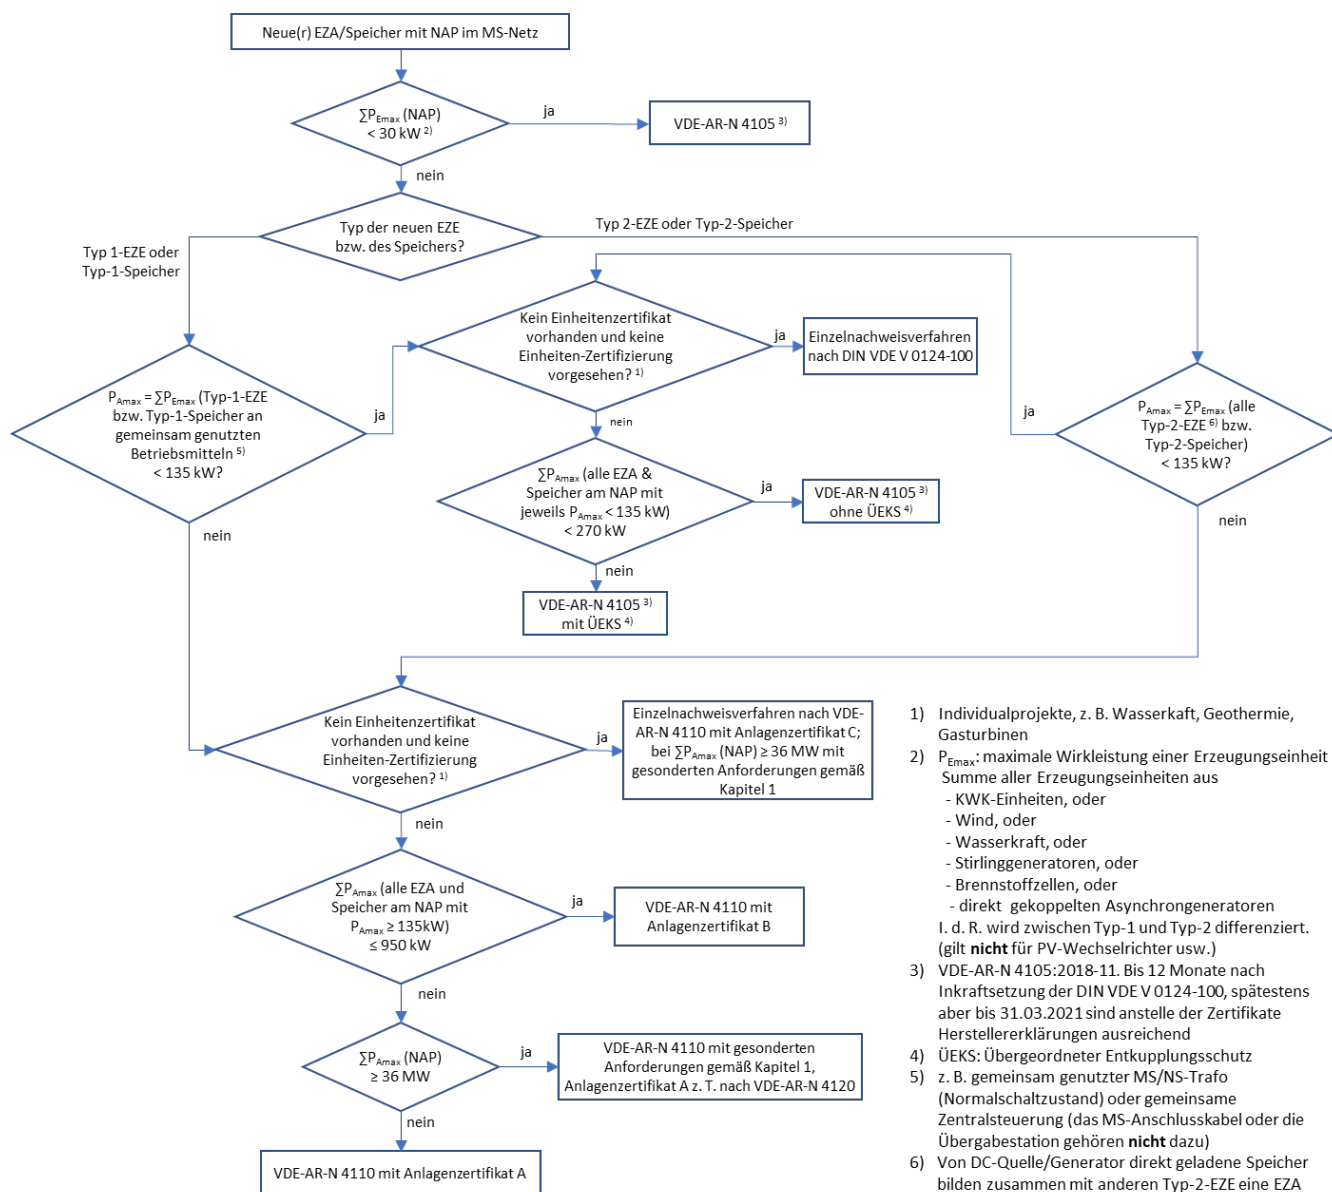 Neue(r) EZA/Speicher mit NAP im MS-Netz
∑P_Emax (NAP)
< 30 kW 2)
ja
VDE-AR-N 4105 3)
nein
Typ der neuen EZE
bzw. des Speichers?
Typ 1-EZE oder
Typ-1-Speicher
Typ 2-EZE oder Typ-2-Speicher
P_Amax = ∑P_Emax (Typ-1-EZE
bzw. Typ-1-Speicher an
gemeinsam genutzten
Betriebsmitteln 5)
< 135 kW?
ja
nein
Kein Einheitenzertifikat
vorhanden und keine
Einheiten-Zertifizierung
vorgesehen? 1)
ja
Einzelnachweisverfahren
nach DIN VDE V 0124-100
nein
P_Amax = ∑P_Emax (alle
Typ-2-EZE 6) bzw.
Typ-2-Speicher)
< 135 kW?
ja
nein
∑P_Amax (alle EZA &
Speicher am NAP mit
jeweils P_Amax < 135 kW)
< 270 kW
ja
VDE-AR-N 4105 3)
ohne ÜEKS 4)
nein
VDE-AR-N 4105 3)
mit ÜEKS 4)
Kein Einheitenzertifikat
vorhanden und keine
Einheiten-Zertifizierung
vorgesehen? 1)
ja
Einzelnachweisverfahren nach VDE-
AR-N 4110 mit Anlagenzertifikat C;
bei ∑P_Amax (NAP) ≥ 36 MW mit
gesonderten Anforderungen gemäß
Kapitel 1
nein
∑P_Amax (alle EZA und
Speicher am NAP mit
P_Amax ≥ 135kW)
≤ 950 kW
ja
VDE-AR-N 4110 mit
Anlagenzertifikat B
nein
∑P_Amax (NAP)
≥ 36 MW
ja
VDE-AR-N 4110 mit gesonderten
Anforderungen gemäß Kapitel 1,
Anlagenzertifikat A z. T. nach VDE-AR-N 4120
nein
VDE-AR-N 4110 mit Anlagenzertifikat A
1) Individualprojekte, z. B. Wasserkaft, Geothermie,
Gasturbinen
2) P_Emax: maximale Wirkleistung einer Erzeugungseinheit
Summe aller Erzeugungseinheiten aus
- KWK-Einheiten, oder
- Wind, oder
- Wasserkraft, oder
- Stirlinggeneratoren, oder
- Brennstoffzellen, oder
- direkt gekoppelten Asynchrongeneratoren
I. d. R. wird zwischen Typ-1 und Typ-2 differenziert.
(gilt nicht für PV-Wechselrichter usw.)
3) VDE-AR-N 4105:2018-11. Bis 12 Monate nach
Inkraftsetzung der DIN VDE V 0124-100, spätestens
aber bis 31.03.2021 sind anstelle der Zertifikate
Herstellererklärungen ausreichend
4) ÜEKS: Übergeordneter Entkupplungsschutz
5) z. B. gemeinsam genutzter MS/NS-Trafo
(Normalschaltzustand) oder gemeinsame
Zentralsteuerung (das MS-Anschlusskabel oder die
Übergabestation gehören nicht dazu)
6) Von DC-Quelle/Generator direkt geladene Speicher
bilden zusammen mit anderen Typ-2-EZE eine EZA